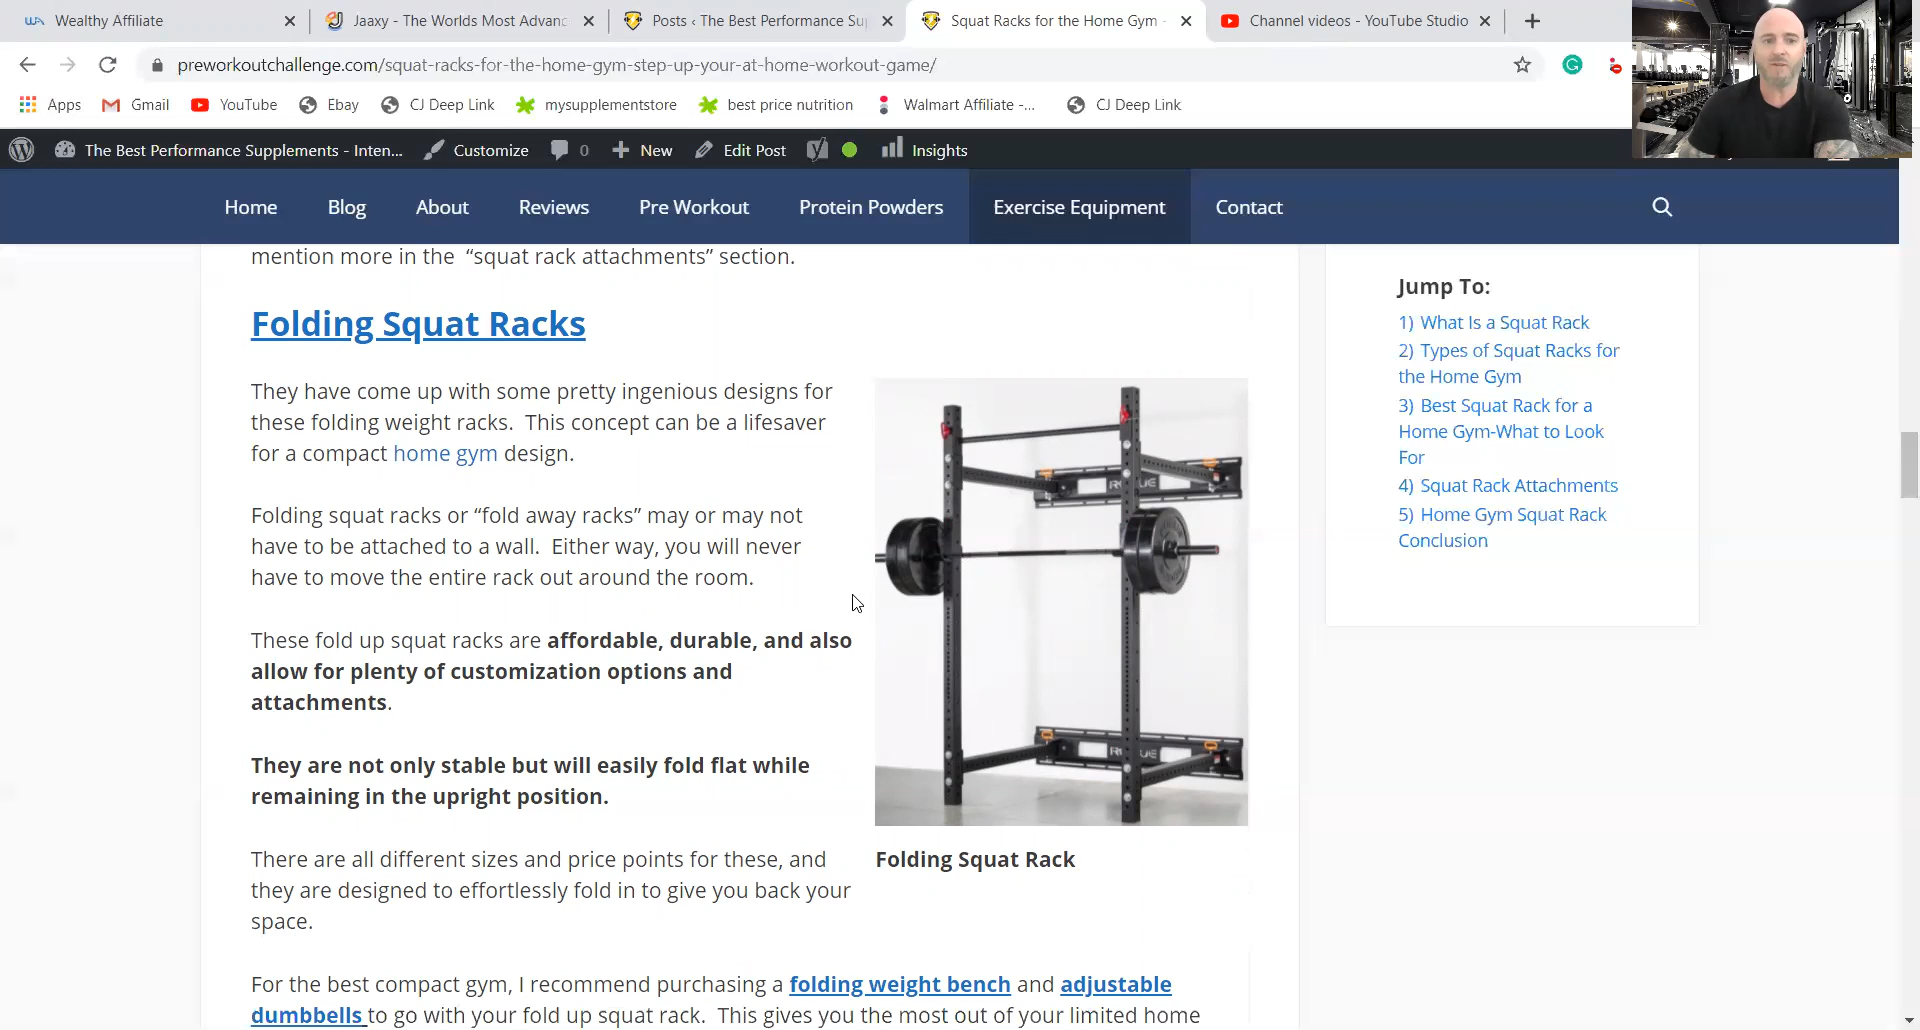 Wealthy Affiliate
Jaaxy - The Worlds Most Advanc
Posts ‹ The Best Performance Su
Squat Racks for the Home Gym -
Channel videos - YouTube Studio
preworkoutchallenge.com/squat-racks-for-the-home-gym-step-up-your-at-home-workout-game/
Apps
Gmail
YouTube
Ebay
CJ Deep Link
mysupplementstore
best price nutrition
Walmart Affiliate -...
CJ Deep Link
The Best Performance Supplements - Inten...
Customize
0
New
Edit Post
Insights
Home
Blog
About
Reviews
Pre Workout
Protein Powders
Exercise Equipment
Contact
mention more in the “squat rack attachments” section.
Folding Squat Racks
They have come up with some pretty ingenious designs for
these folding weight racks. This concept can be a lifesaver
for a compact home gym design.
Folding squat racks or “fold away racks” may or may not
have to be attached to a wall. Either way, you will never
have to move the entire rack out around the room.
These fold up squat racks are affordable, durable, and also
allow for plenty of customization options and
attachments.
They are not only stable but will easily fold flat while
remaining in the upright position.
There are all different sizes and price points for these, and
they are designed to effortlessly fold in to give you back your
space.
ROGUE
ROGUE
Folding Squat Rack
For the best compact gym, I recommend purchasing a folding weight bench and adjustable
dumbbells to go with your fold up squat rack. This gives you the most out of your limited home
Jump To:
1) What Is a Squat Rack
2) Types of Squat Racks for
the Home Gym
3) Best Squat Rack for a
Home Gym-What to Look
For
4) Squat Rack Attachments
5) Home Gym Squat Rack
Conclusion